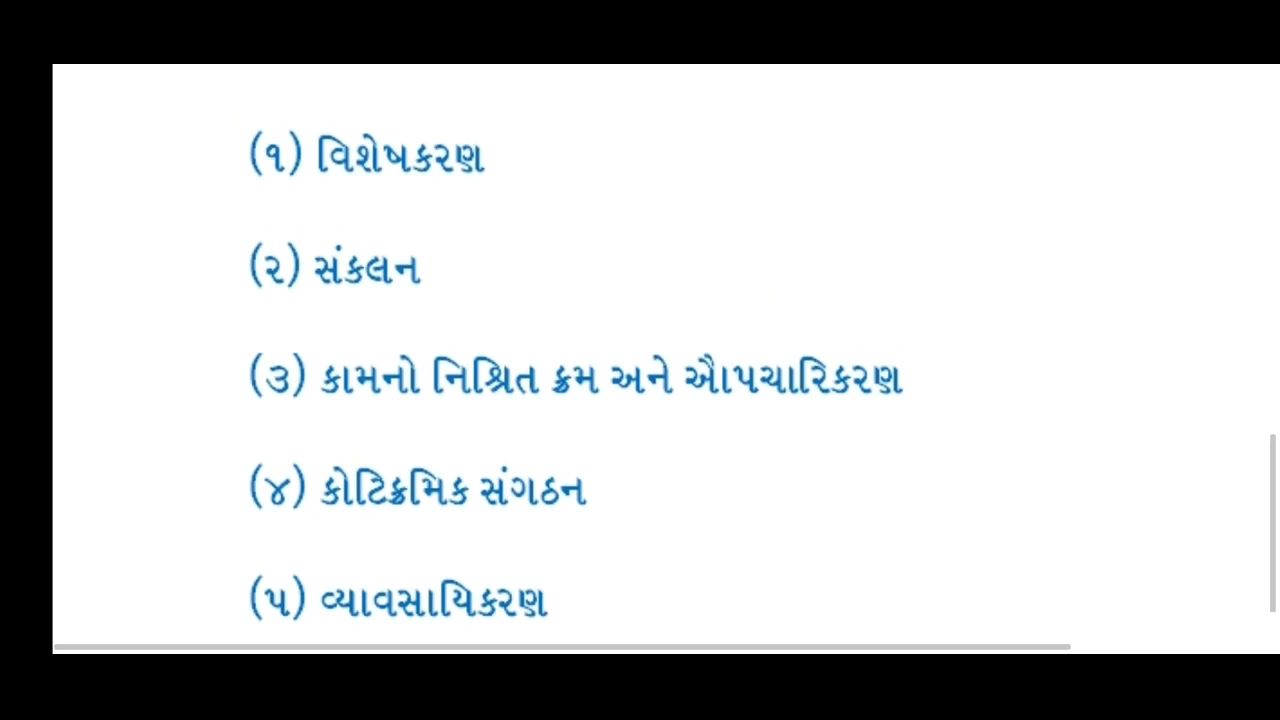 (૧) વિશેષકરણ
(૨) સંકલન
(૩) કામનો નિશ્રિત ક્રમ અને ઔપચારિકરણ
(૪) કોટિક્રમિક સંગઠન
(૫) વ્યાવસાયિકરણ